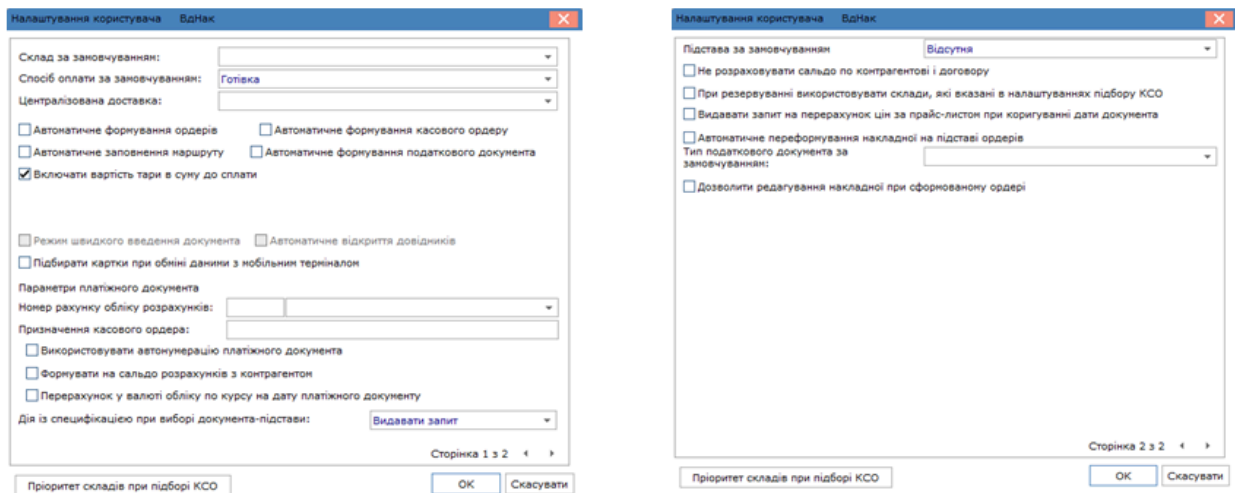 Налаштування користувача ВдНак
Склад за замовчуванням:
Спосіб оплати за замовчуванням: Готівка
Централізована доставка:
Автоматичне формування ордерів Автоматичне формування касового ордеру
Автоматичне заповнення маршруту Автоматичне формування податкового документа
Включати вартість тари в суму до сплати
Режим швидкого введення документа Автоматичне відкриття довідників
Підбирати картки при обміні даними з мобільним терміналом
Параметри платіжного документа
Номер рахунку обліку розрахунків:
Призначення касового ордера:
Використовувати автонумерацію платіжного документа
Формувати на сальдо розрахунків з контрагентом
Перерахунок у валюті обліку по курсу на дату платіжного документу
Дія із специфікацією при виборі документа-підстави: Видавати запит
Сторінка 1 з 2
Пріоритет складів при підборі КСО ОК Скасувати
Налаштування користувача ВдНак
Підстава за замовчуванням Відсутня
Не розраховувати сальдо по контрагентові і договору
При резервуванні використовувати склади, які вказані в налаштуваннях підбору КСО
Видавати запит на перерахунок цін за прайс-листом при коригуванні дати документа
Автоматичне переформування накладної на підставі ордерів
Тип податкового документа за
замовчуванням:
Дозволити редагування накладної при сформованому ордері
Сторінка 2 з 2
Пріоритет складів при підборі КСО ОК Скасувати